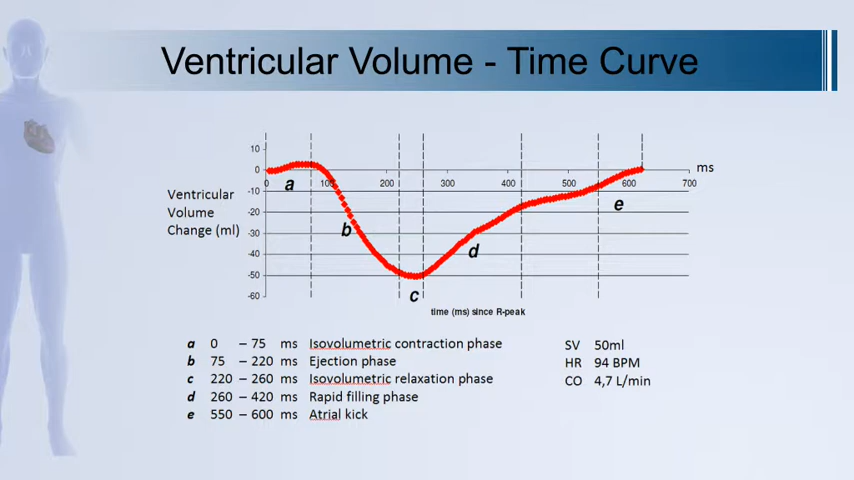 Ventricular Volume - Time Curve
10
0
-10
-20
-30
-40
-50
-60
0 100 200 300 400 500 600 700
ms
Ventricular
Volume
Change (ml)
a
b
c
d
e
time (ms) since R-peak
a 0 – 75 ms Isovolumetric contraction phase
b 75 – 220 ms Ejection phase
c 220 – 260 ms Isovolumetric relaxation phase
d 260 – 420 ms Rapid filling phase
e 550 – 600 ms Atrial kick
SV 50ml
HR 94 BPM
CO 4,7 L/min